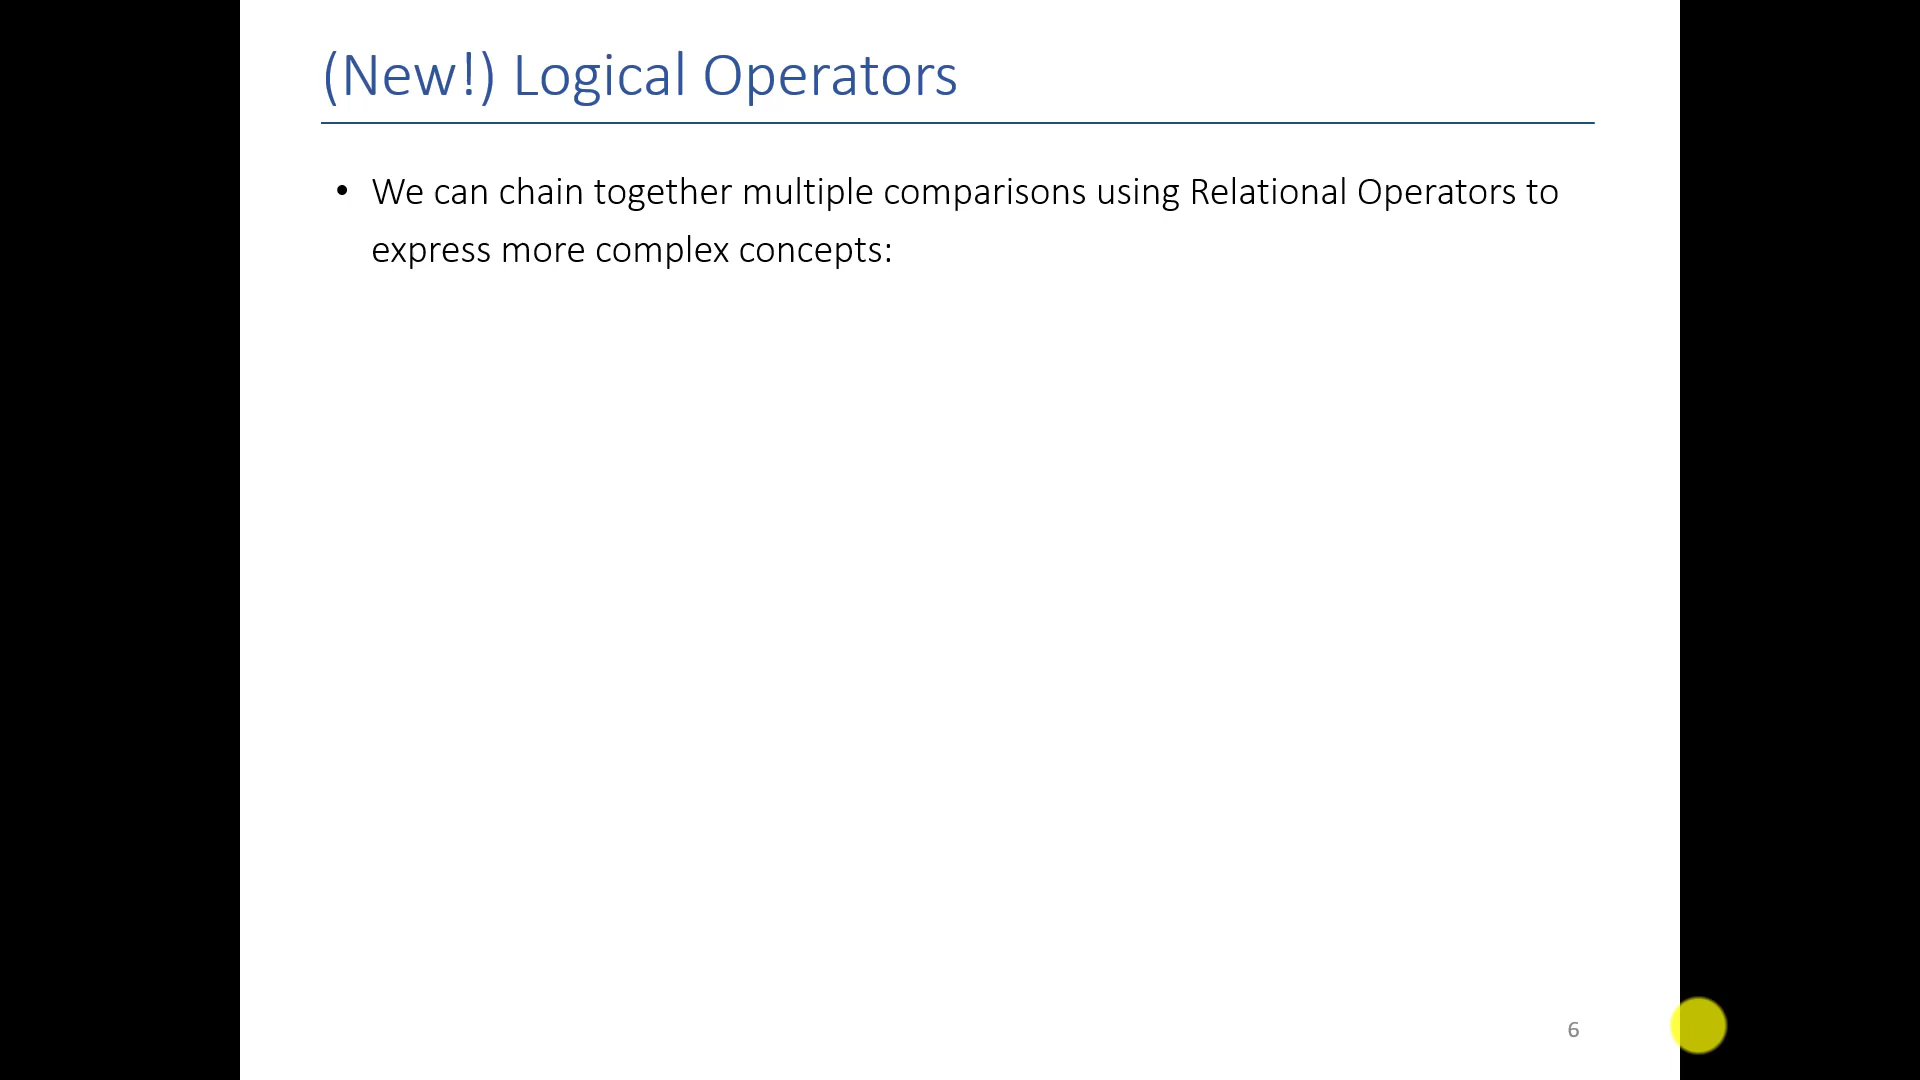 (New!) Logical Operators
• We can chain together multiple comparisons using Relational Operators to
express more complex concepts:
6